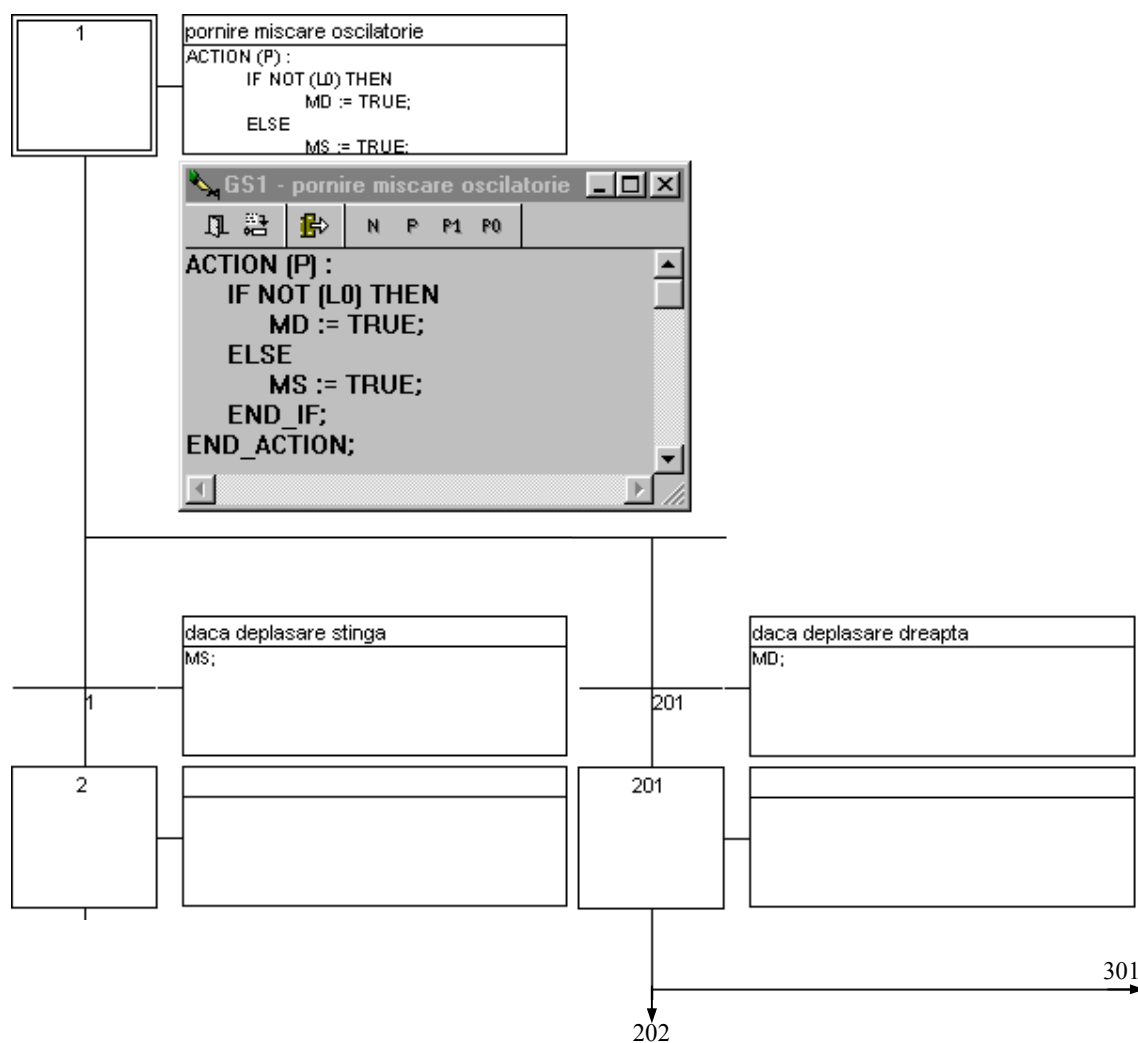 1
pornire miscare oscilatorie
ACTION (P) :
IF NOT (L0) THEN
MD := TRUE;
ELSE
MS := TRUE;
GS1 - pornire miscare oscilatorie
N P P1 P0
ACTION (P) :
IF NOT (L0) THEN
MD := TRUE;
ELSE
MS := TRUE;
END_IF;
END_ACTION;
daca deplasare stinga
MS;
1
daca deplasare dreapta
MD;
201
2
201
301
202